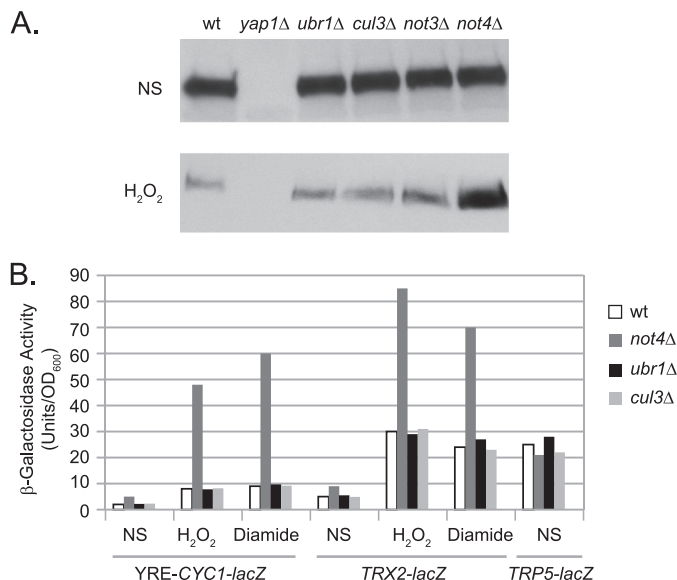 A.
wt yap1Δ ubr1Δ cul3Δ not3Δ not4Δ
NS
H₂O₂
B.
β-Galactosidase Activity
(Units/OD₆₀₀)
90
80
70
60
50
40
30
20
10
0
wt
not4Δ
ubr1Δ
cul3Δ
NS H₂O₂ Diamide NS H₂O₂ Diamide NS
YRE-CYC1-lacZ TRX2-lacZ TRP5-lacZ